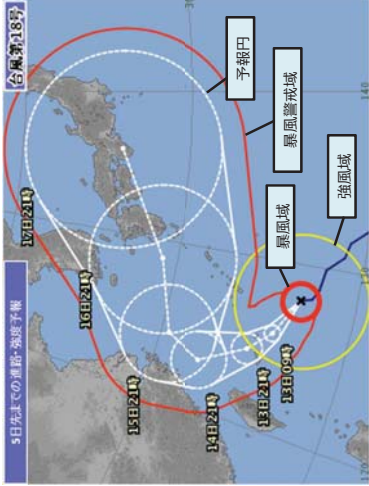 5日先までの進路・強度予報
台風第18号
予報円
暴風警戒域
暴風域
強風域
17日21時
16日21時
15日21時
14日21時
13日21時
13日09時
140
120